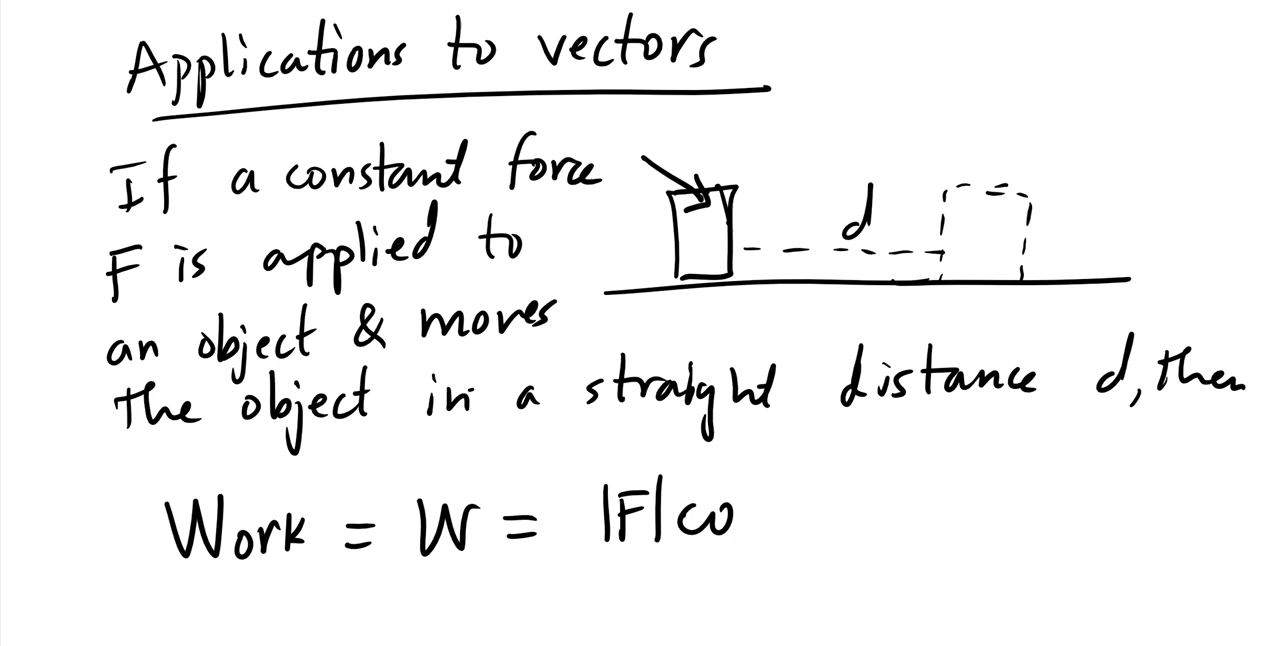 Applications to vectors
If a constant force
F is applied to
d
an object & moves
the object in a straight distance d, then
Work = W = |F| co